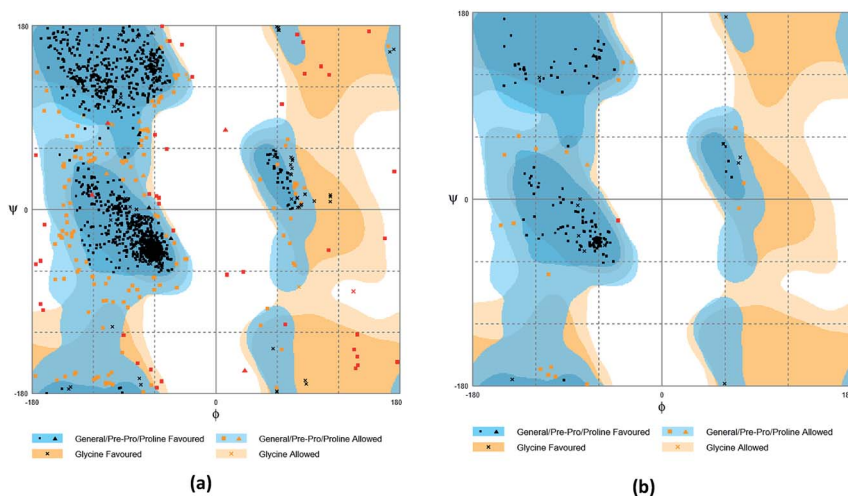 180
ψ
0
-180
-180
0
180
ϕ
General/Pre-Pro/Proline Favoured
General/Pre-Pro/Proline Allowed
Glycine Favoured
Glycine Allowed
(a)
180
ψ
0
-180
-180
0
180
ϕ
General/Pre-Pro/Proline Favoured
General/Pre-Pro/Proline Allowed
Glycine Favoured
Glycine Allowed
(b)